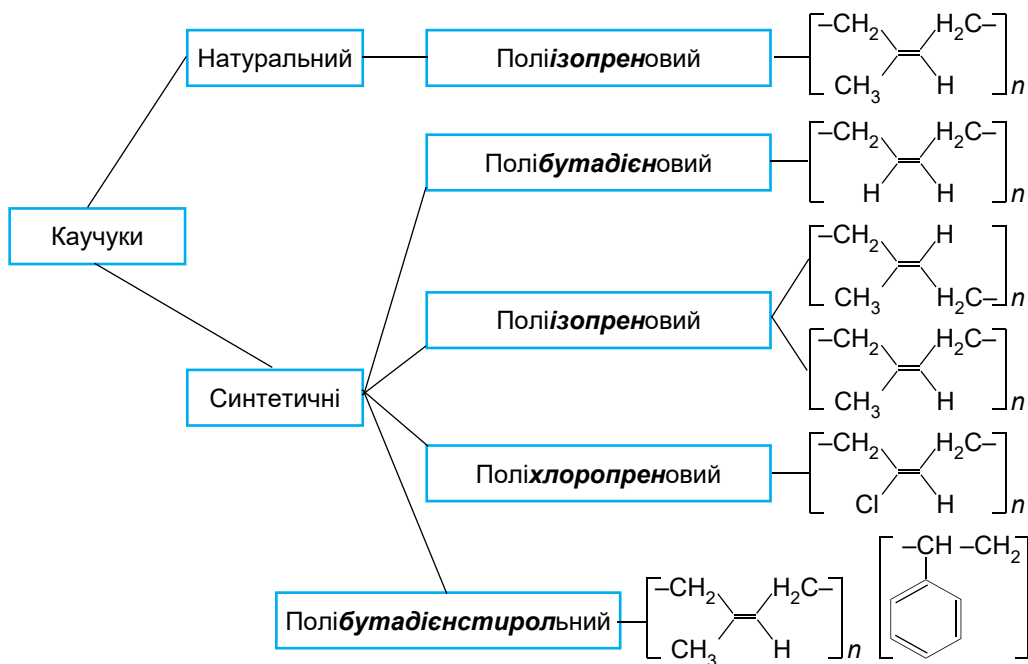 Натуральний
Поліізопреновий
–CH₂ H₂C–
CH₃ H
n
Полібутадієновий
–CH₂ H₂C–
H H
n
Каучуки
Поліізопреновий
–CH₂ H
CH₃ H₂C–
n
–CH₂ H₂C–
CH₃ H
n
Синтетичні
Поліхлоропреновий
–CH₂ H₂C–
Cl H
n
Полібутадієнстирольний
–CH₂ H₂C–
CH₃ H
n
–CH –CH₂